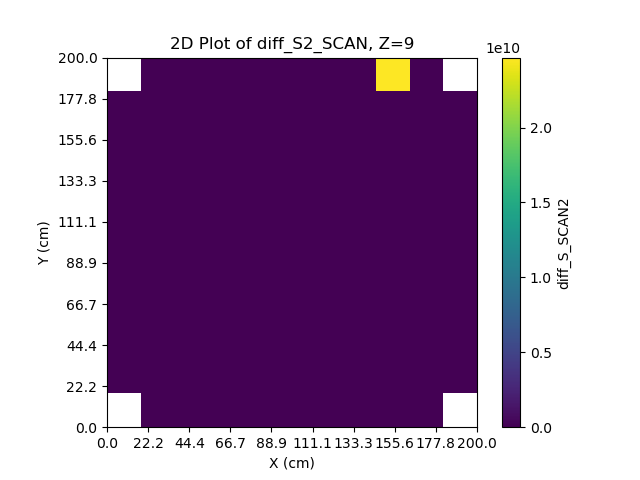 2D Plot of diff_S2_SCAN, Z=9
1e10
200.0
177.8
155.6
133.3
111.1
88.9
66.7
44.4
22.2
0.0
Y (cm)
0.0 22.2 44.4 66.7 88.9 111.1 133.3 155.6 177.8 200.0
X (cm)
2.0
1.5
1.0
0.5
0.0
diff_S_SCAN2